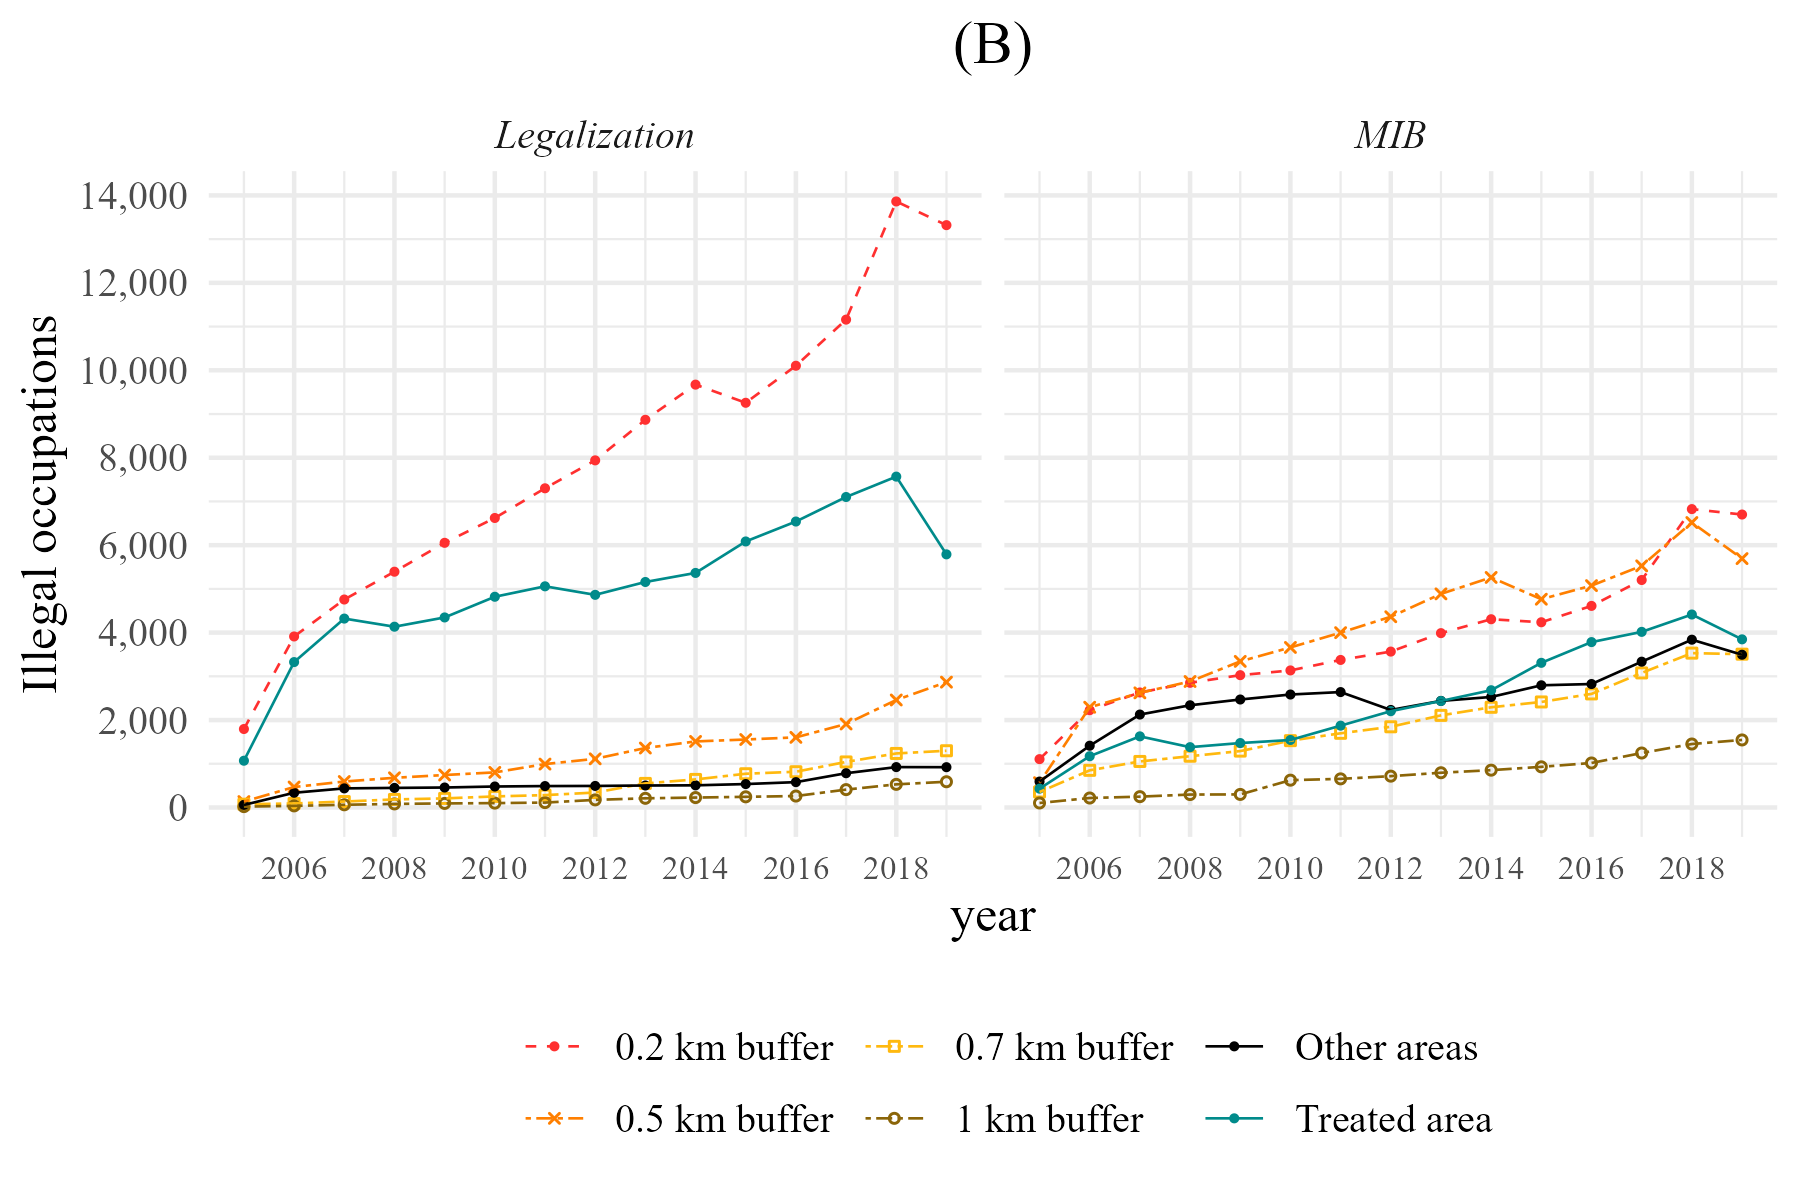 (B)
Legalization
MIB
14,000
12,000
10,000
8,000
6,000
4,000
2,000
0
Illegal occupations
2006 2008 2010 2012 2014 2016 2018
2006 2008 2010 2012 2014 2016 2018
year
0.2 km buffer
0.7 km buffer
Other areas
0.5 km buffer
1 km buffer
Treated area